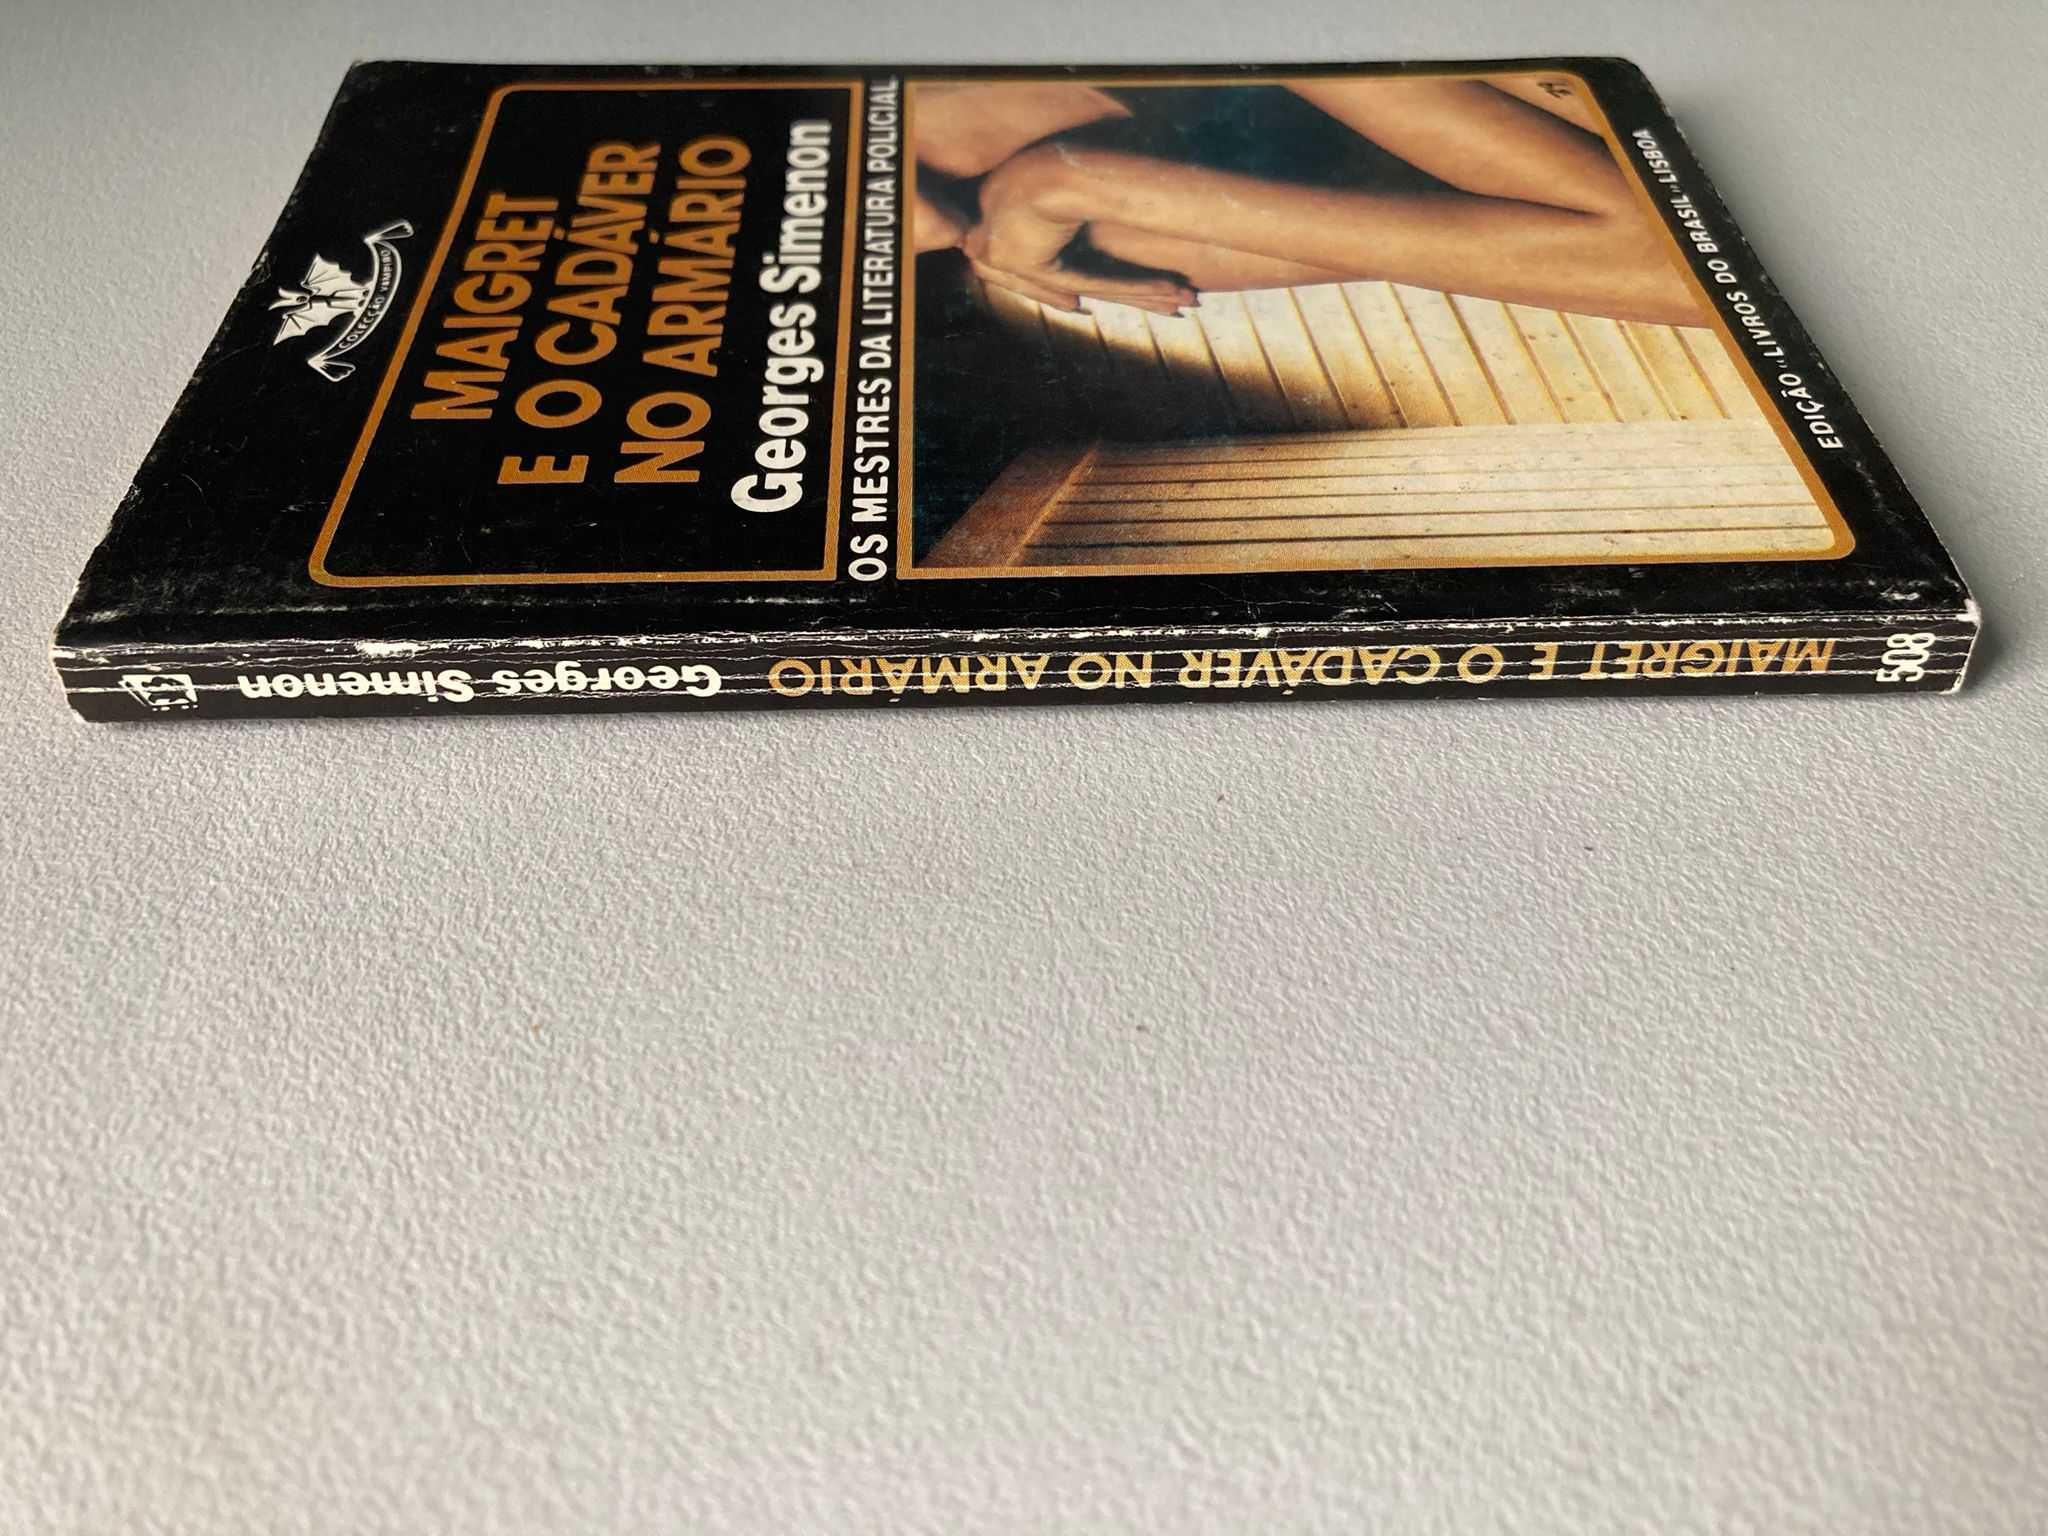 COLECÇÃO VAMPIRO
MAIGRET
E O CADÁVER
NO ARMÁRIO
Georges Simenon
OS MESTRES DA LITERATURA POLICIAL
EDIÇÃO "LIVROS DO BRASIL" LISBOA
508
MAIGRET E O CADÁVER NO ARMÁRIO
Georges Simenon